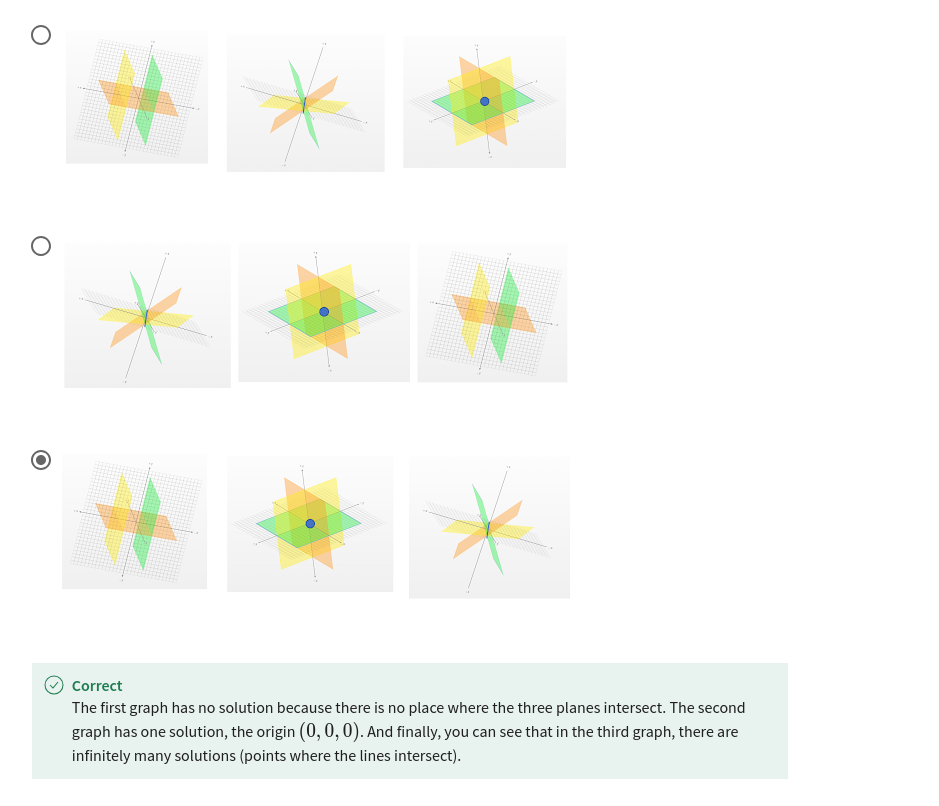 Correct
The first graph has no solution because there is no place where the three planes intersect. The second
graph has one solution, the origin (0, 0, 0). And finally, you can see that in the third graph, there are
infinitely many solutions (points where the lines intersect).